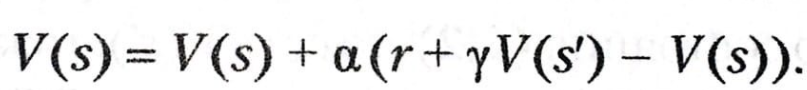 V(s) = V(s) + α(r + γV(s′) − V(s)).